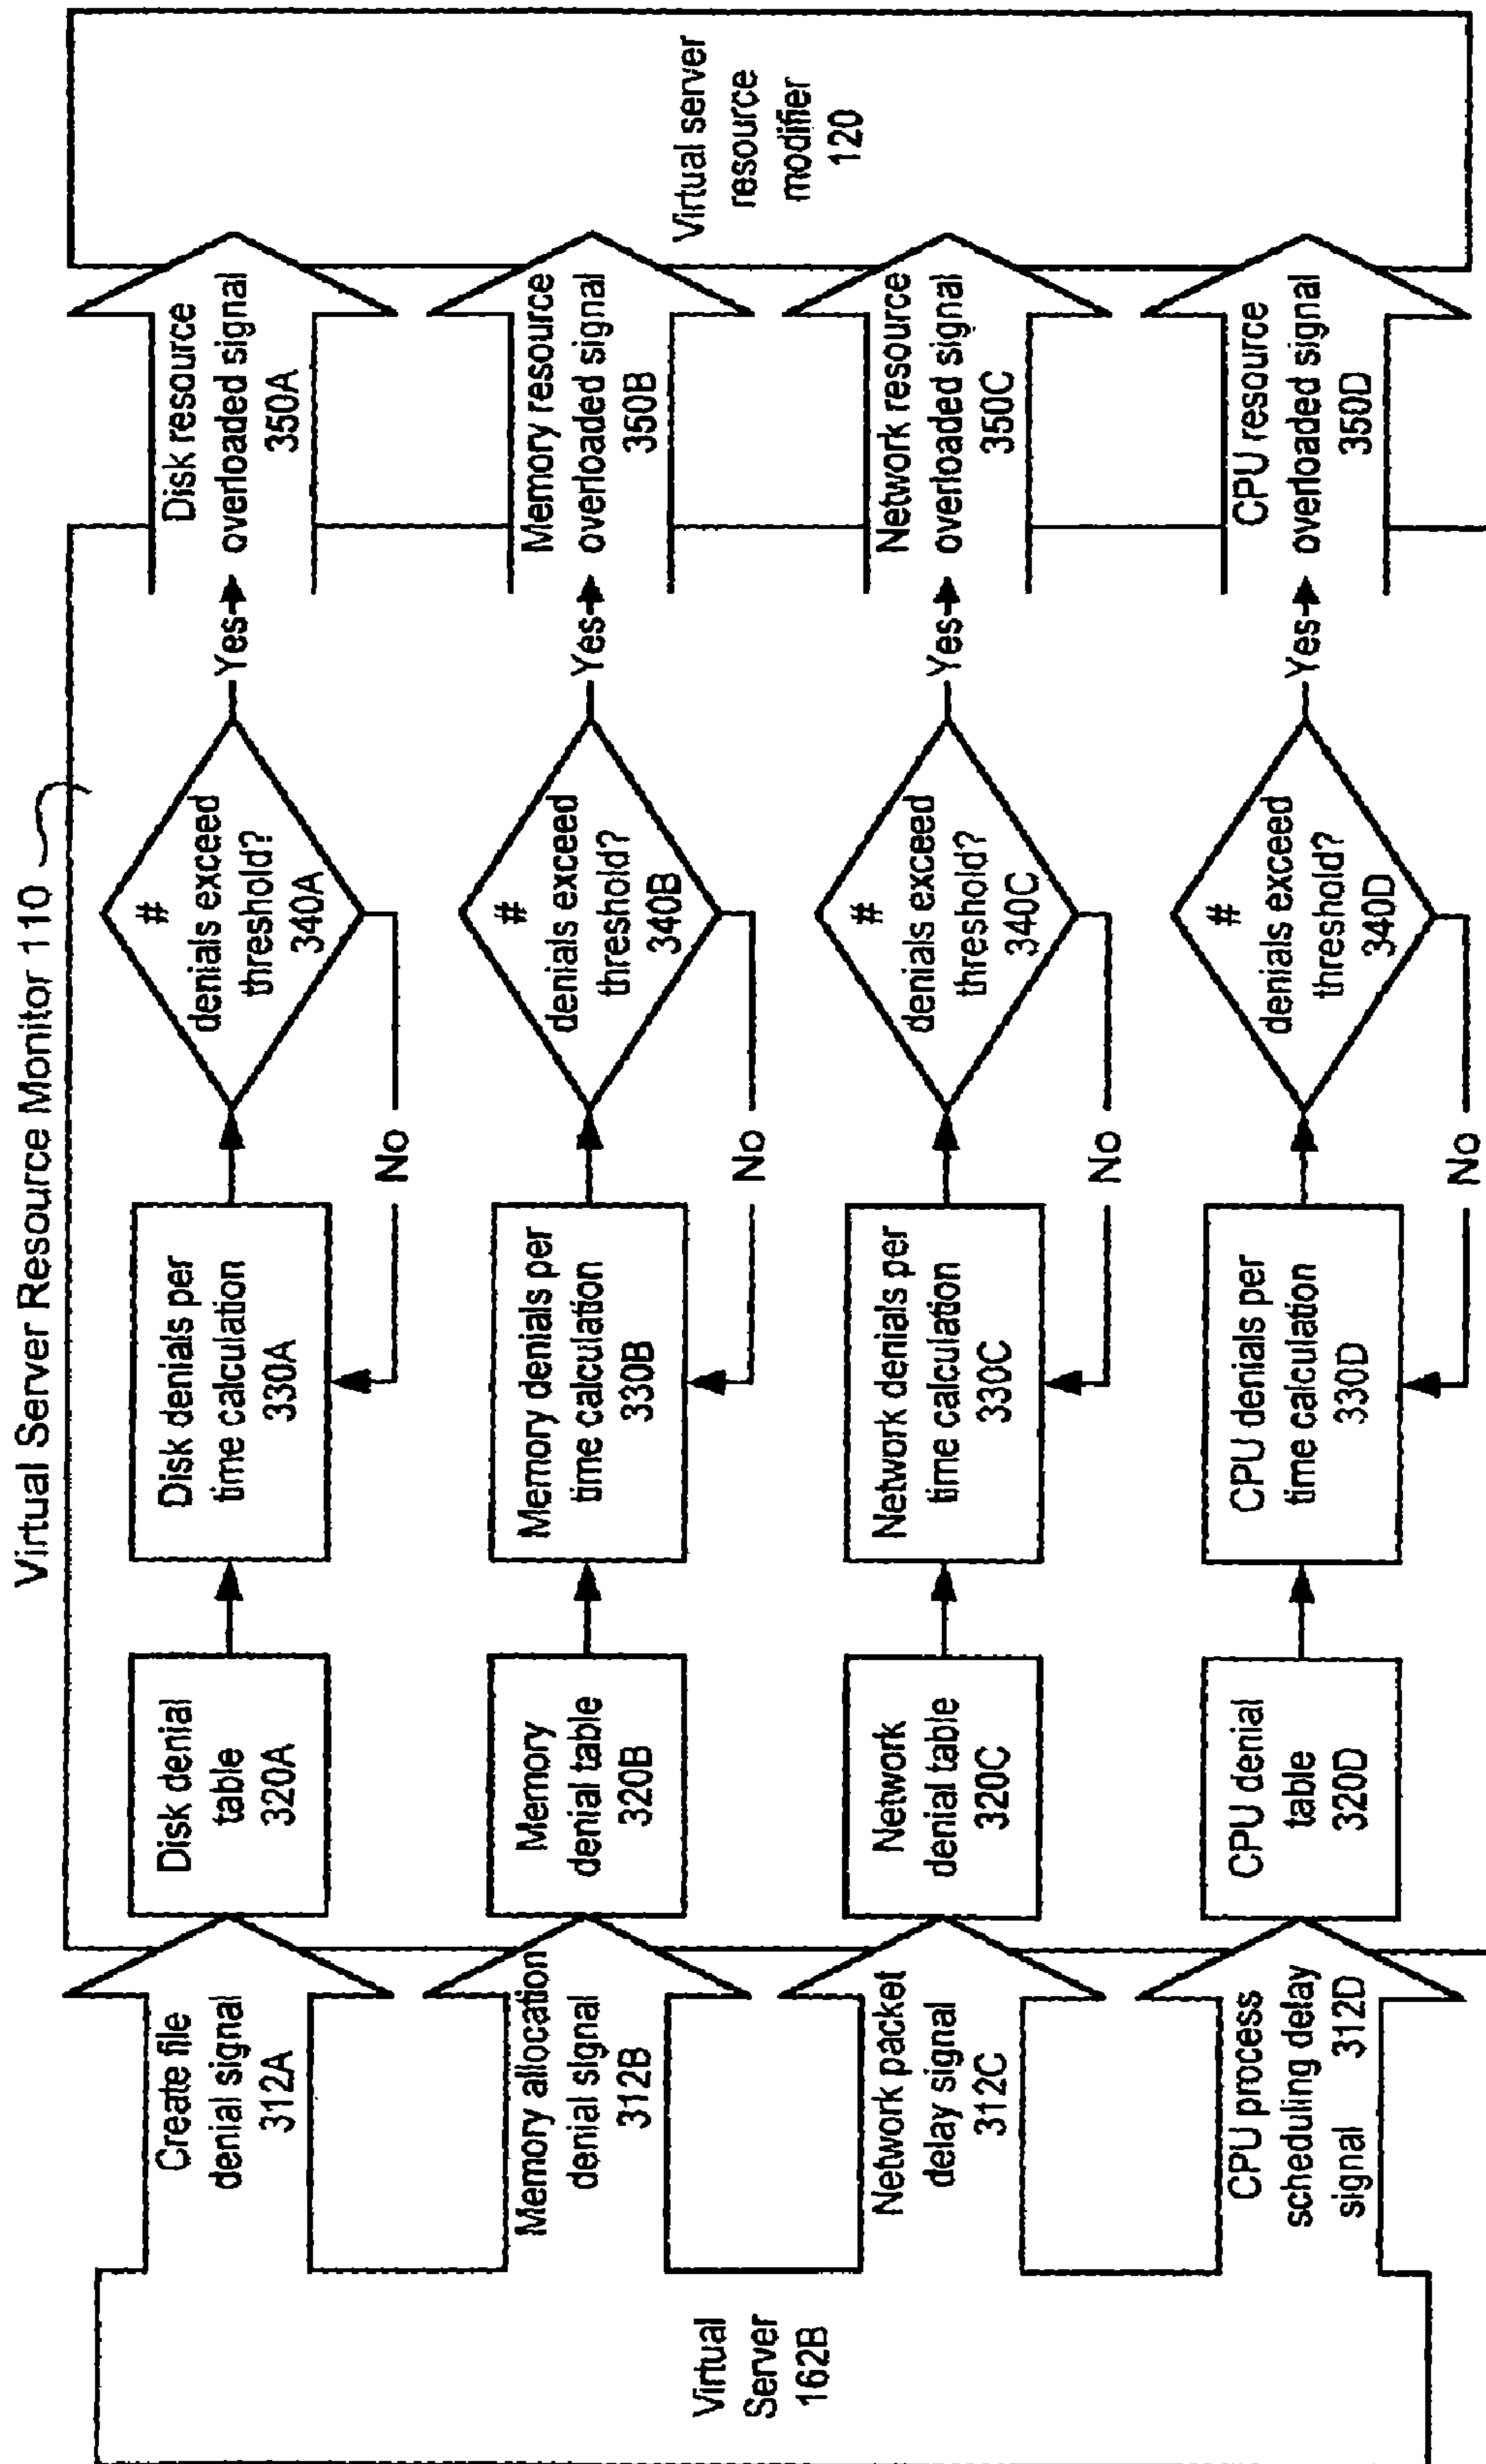 Virtual Server Resource Monitor 110
Virtual
Server
162B
Create file
denial signal
312A
Disk denial
table
320A
Disk denials per
time calculation
330A
#
denials exceed
threshold?
340A
Yes
No
Disk resource
overloaded signal
350A
Memory allocation
denial signal
312B
Memory
denial table
320B
Memory denials per
time calculation
330B
#
denials exceed
threshold?
340B
Yes
No
Memory resource
overloaded signal
350B
Network packet
delay signal
312C
Network
denial table
320C
Network denials per
time calculation
330C
#
denials exceed
threshold?
340C
Yes
No
Network resource
overloaded signal
350C
CPU process
scheduling delay
signal 312D
CPU denial
table
320D
CPU denials per
time calculation
330D
#
denials exceed
threshold?
340D
Yes
No
CPU resource
overloaded signal
350D
Virtual server
resource
modifier
120